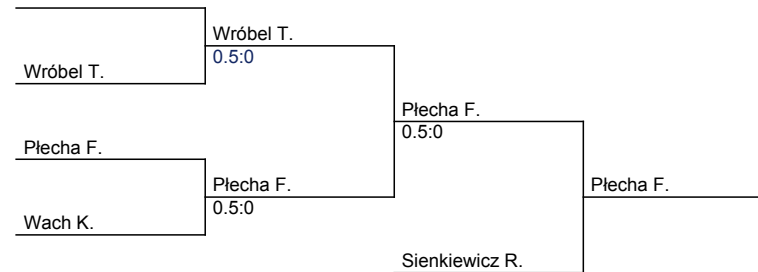 Wróbel T.
Wróbel T.
0.5:0
Płecha F.
0.5:0
Płecha F.
Płecha F.
Płecha F.
0.5:0
Wach K.
Sienkiewicz R.